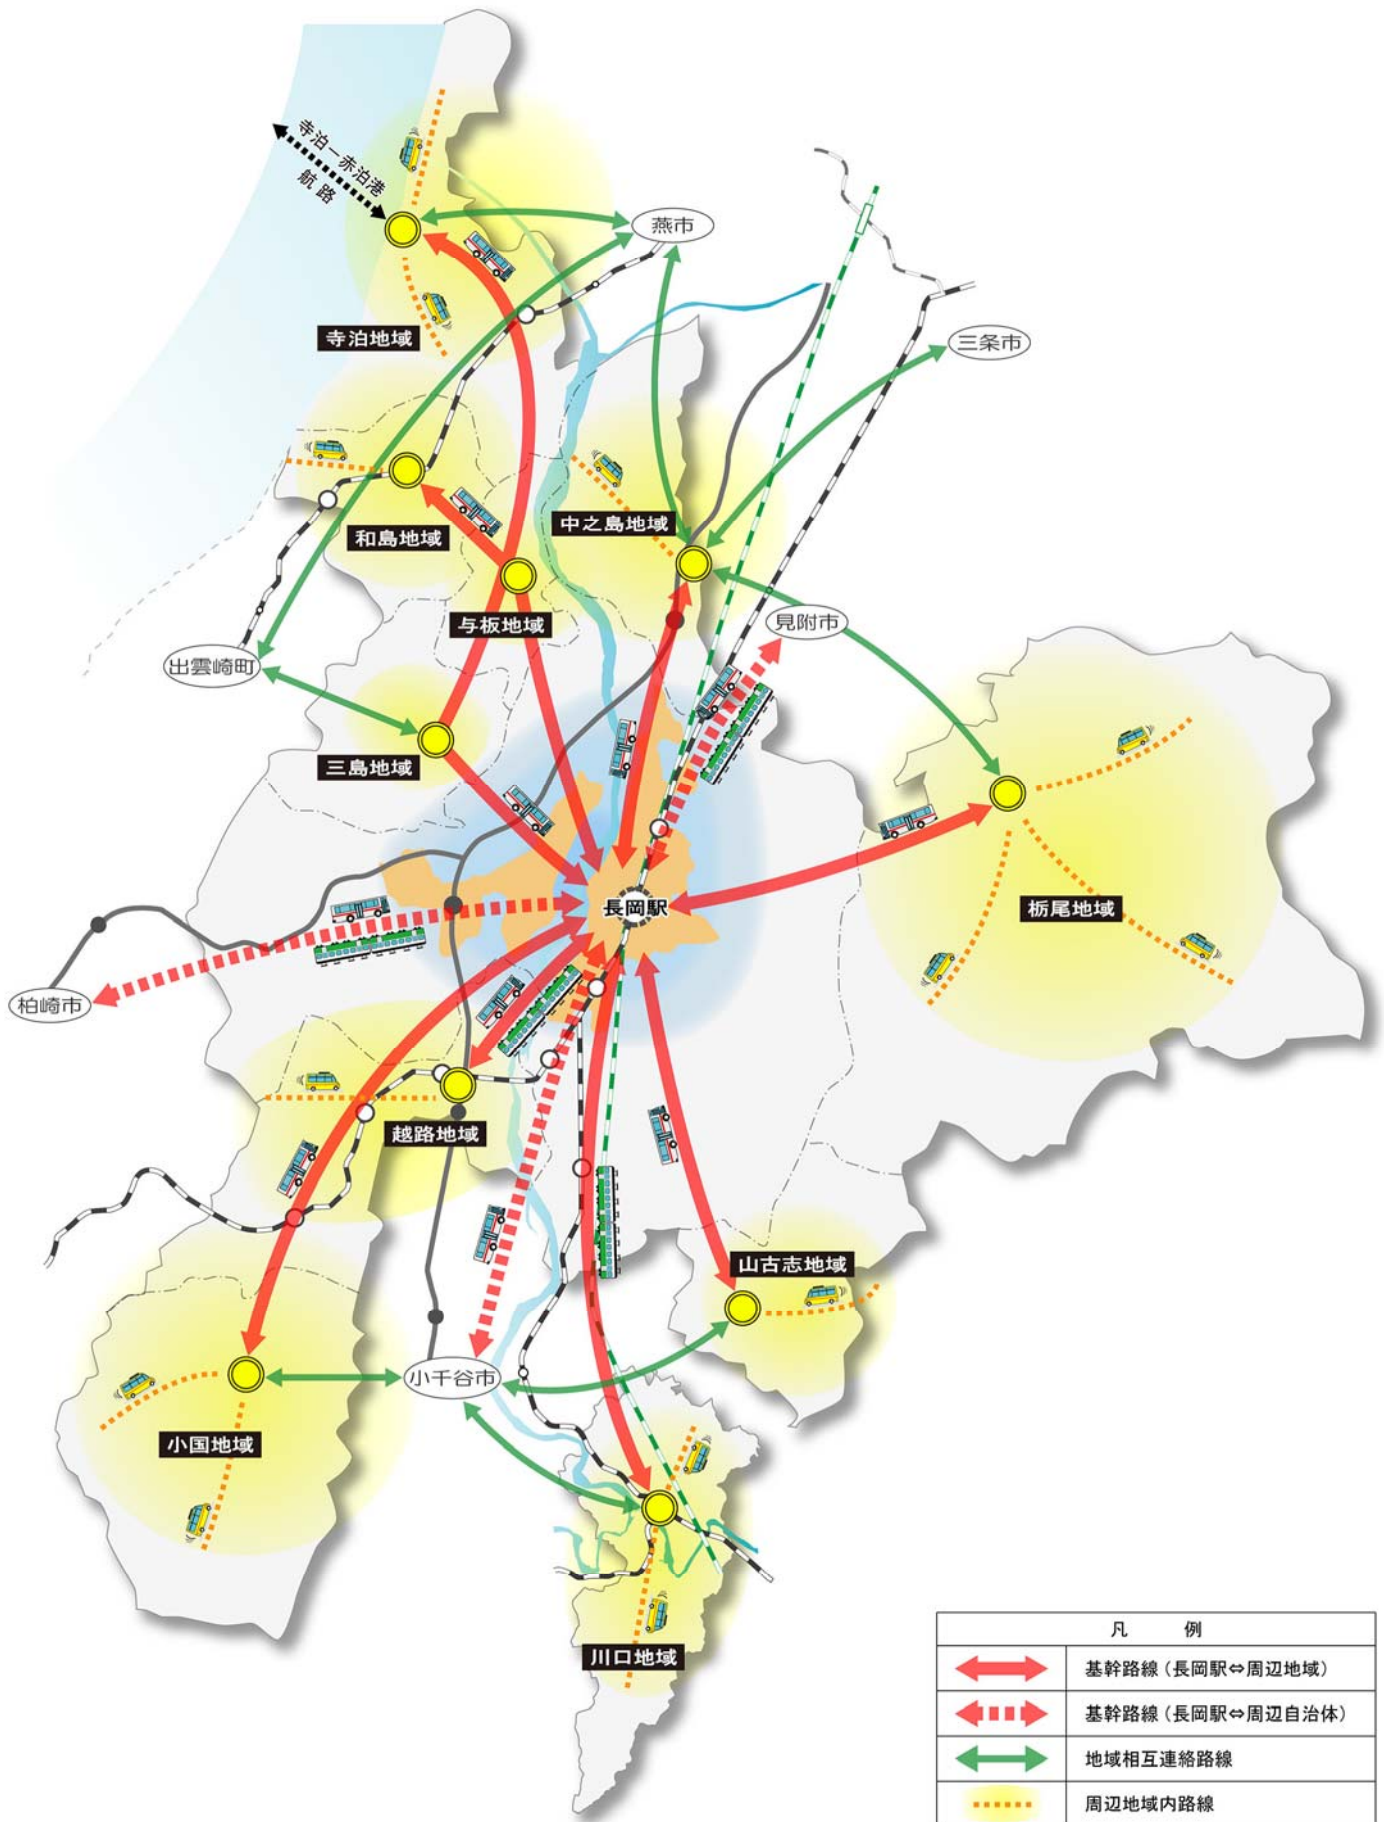 寺泊－赤泊港
航路
燕市
寺泊地域
三条市
中之島地域
和島地域
与板地域
見附市
出雲崎町
三島地域
長岡駅
栃尾地域
柏崎市
越路地域
山古志地域
小千谷市
小国地域
川口地域
凡 例
基幹路線（長岡駅⇔周辺地域）
基幹路線（長岡駅⇔周辺自治体）
地域相互連絡路線
周辺地域内路線